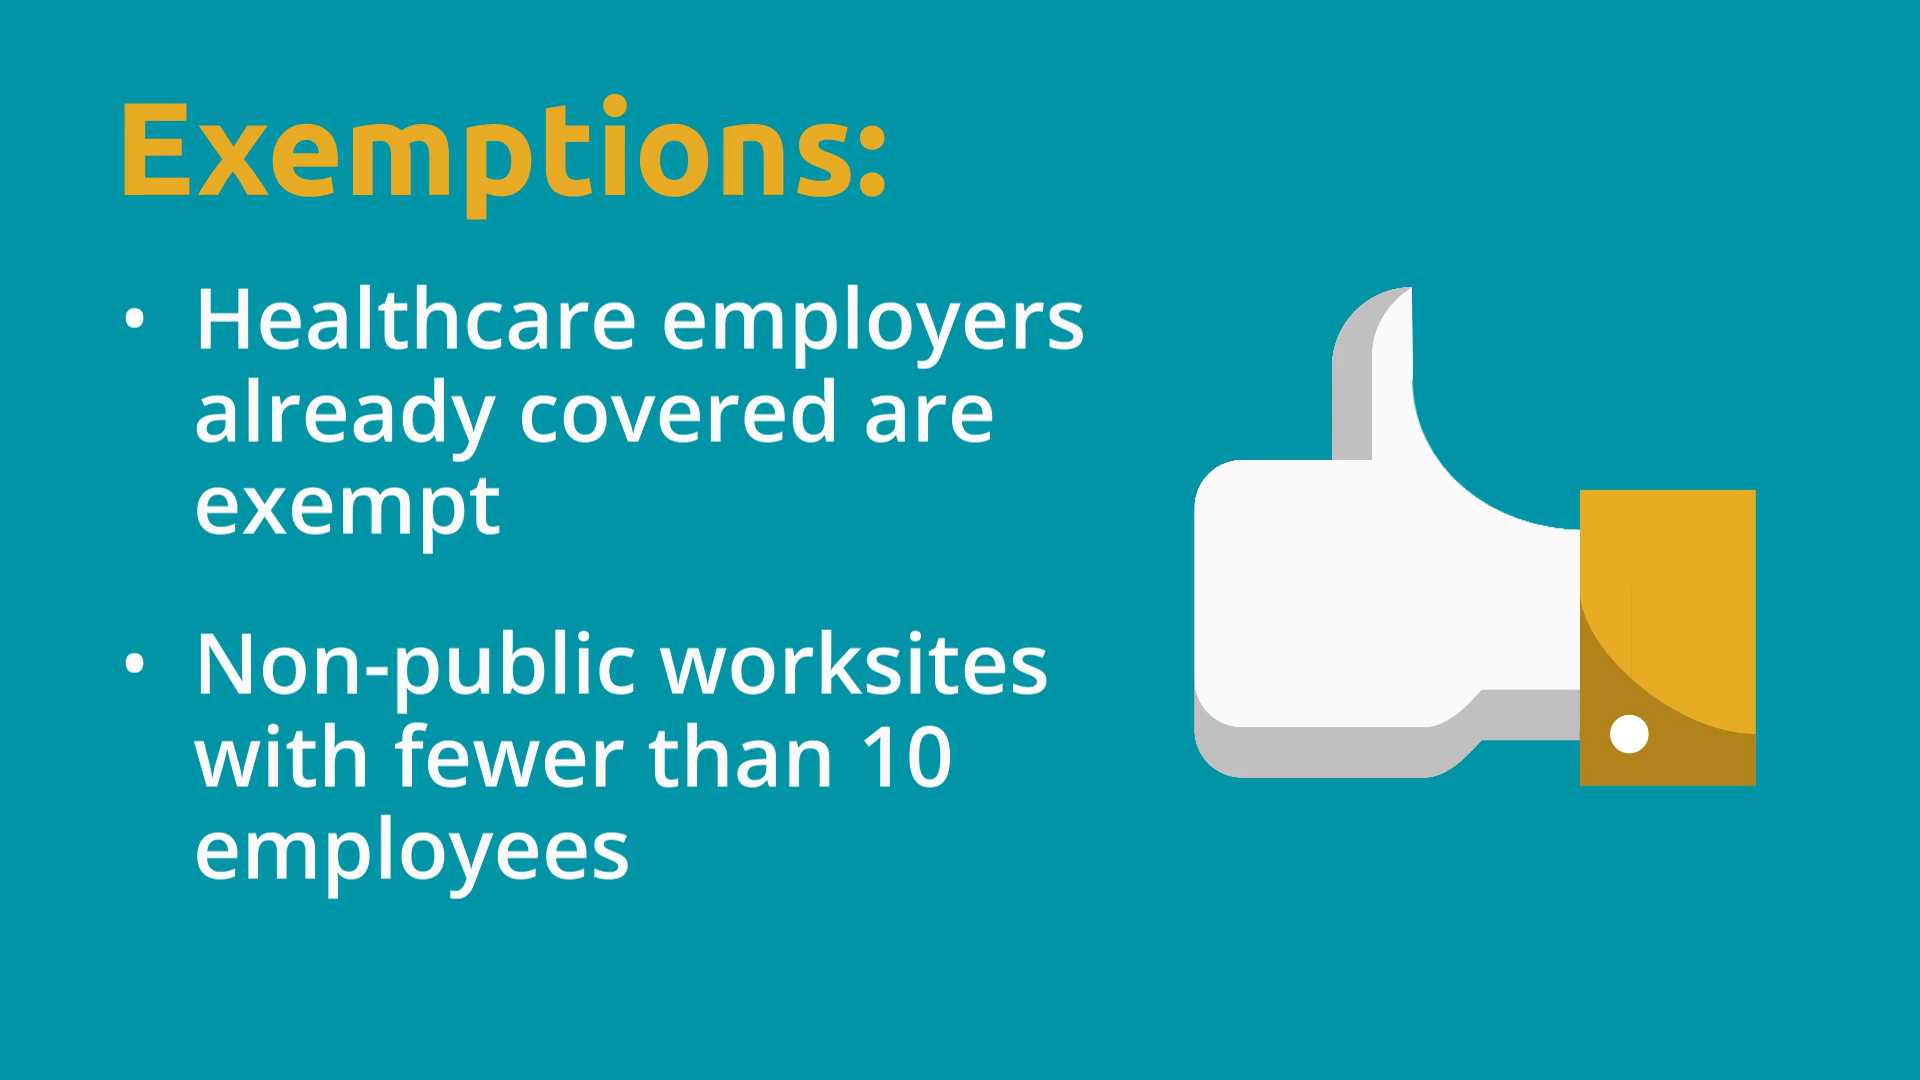 Exemptions:
• Healthcare employers
already covered are
exempt
• Non-public worksites
with fewer than 10
employees